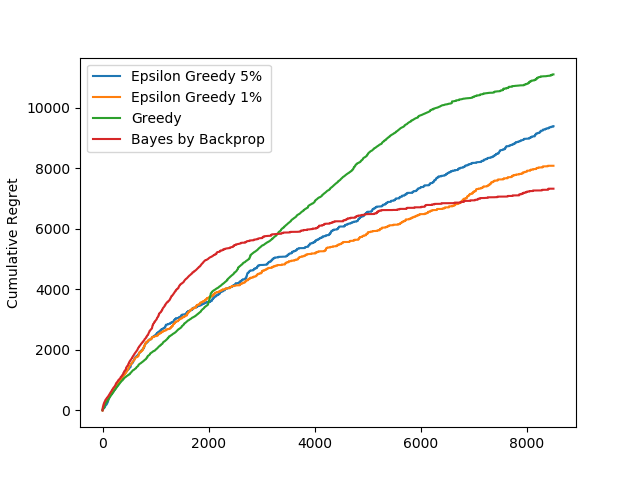 Epsilon Greedy 5%
Epsilon Greedy 1%
Greedy
Bayes by Backprop
Cumulative Regret
10000
8000
6000
4000
2000
0
0 2000 4000 6000 8000